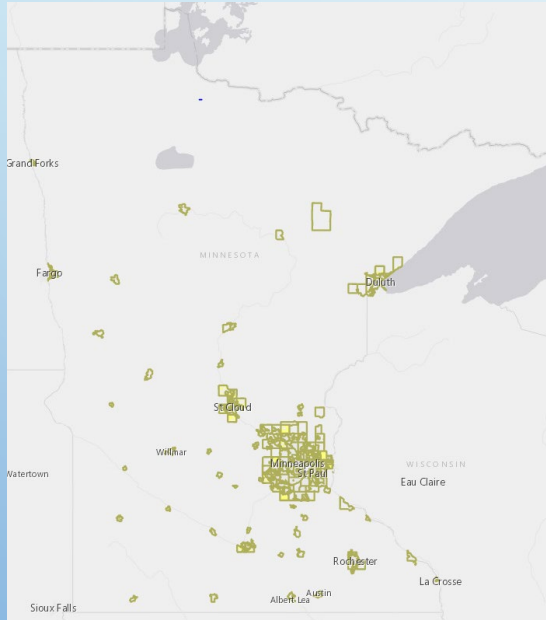 Grand Forks
MINNESOTA
Fargo
Duluth
St Cloud
Willmar
Minneapolis
St Paul
WISCONSIN
Watertown
Eau Claire
Rochester
La Crosse
Austin
Albert Lea
Sioux Falls